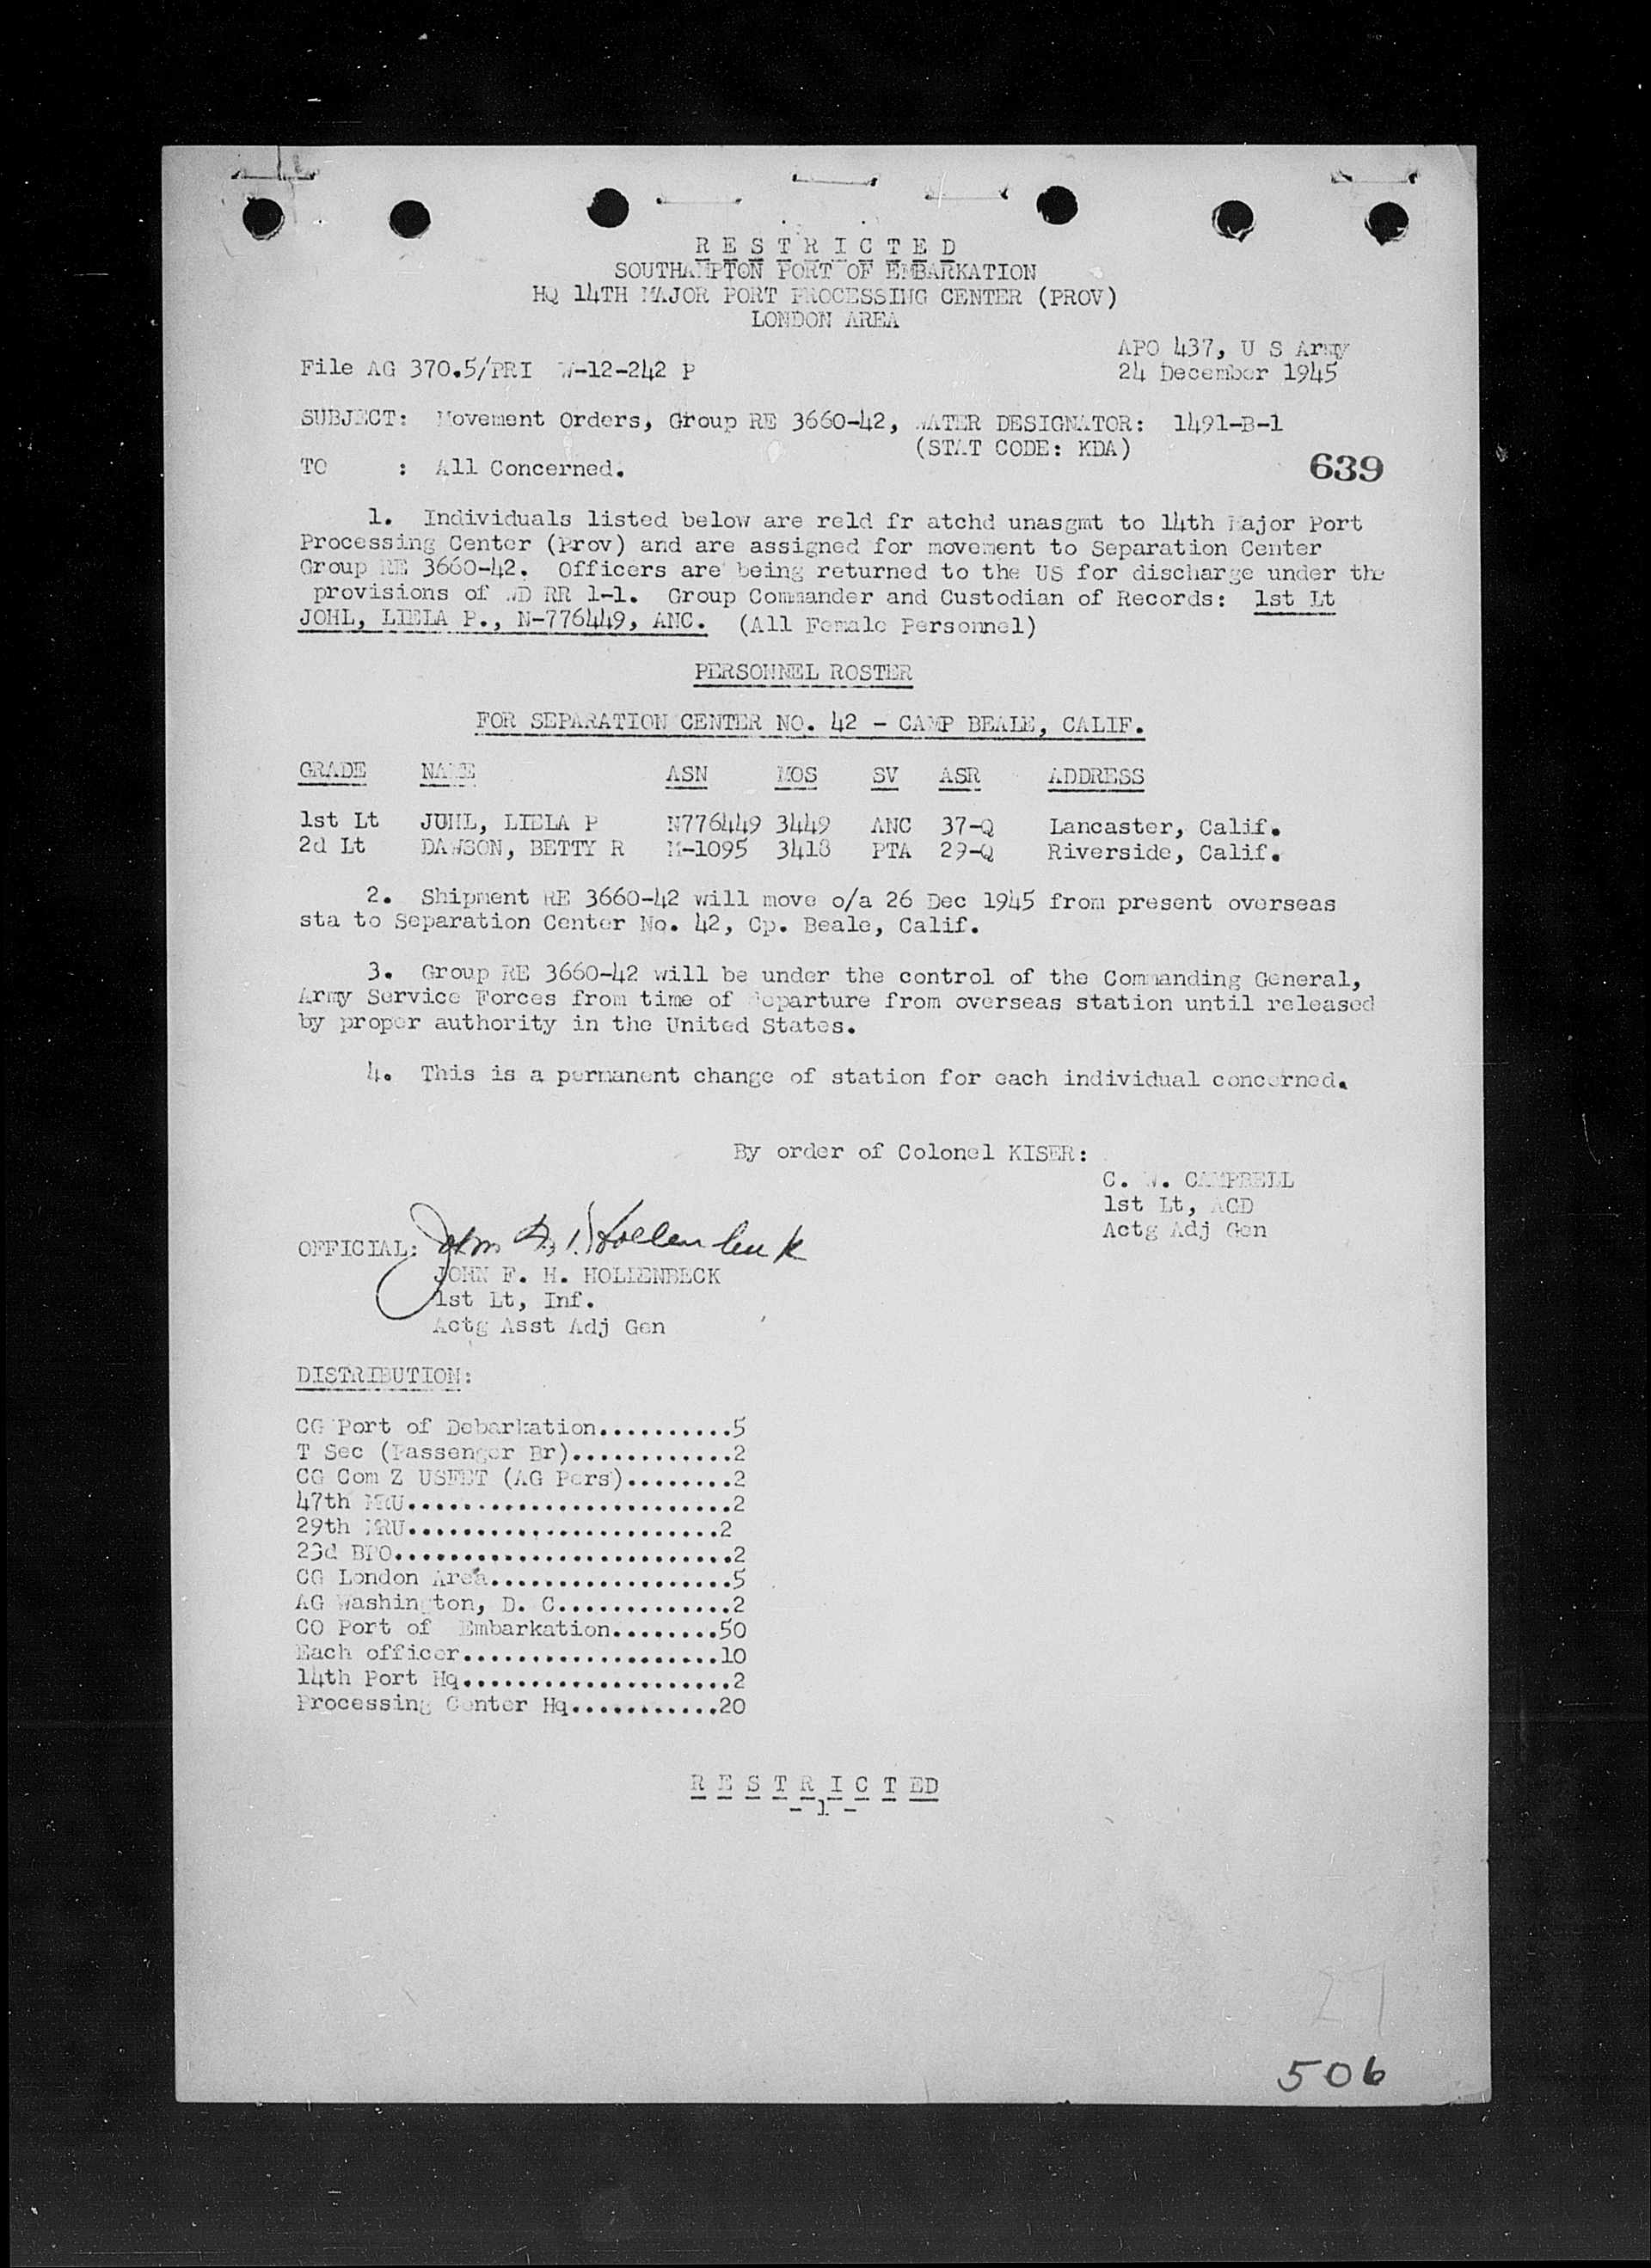 R E S T R I C T E D
SOUTHAMPTON PORT OF EMBARKATION
HQ 14TH MAJOR PORT PROCESSING CENTER (PROV)
LONDON AREA
APO 437, U S Army
File AG 370.5/PRI W-12-242 P
24 December 1945
SUBJECT: Movement Orders, Group RE 3660-42, WATER DESIGNATOR: 1491-B-1
(STAT CODE: KDA)
TO : All Concerned.
639
1. Individuals listed below are reld fr atchd unasgmt to 14th Major Port
Processing Center (Prov) and are assigned for movement to Separation Center
Group RE 3660-42. Officers are being returned to the US for discharge under the
provisions of WD RR 1-1. Group Commander and Custodian of Records: 1st Lt
JOHL, LIELA P., N-776449, ANC. (All Female Personnel)
PERSONNEL ROSTER
FOR SEPARATION CENTER NO. 42 - CAMP BEALE, CALIF.
GRADE NAME ASN MOS SV ASR ADDRESS
1st Lt JUHL, LIELA P N776449 3449 ANC 37-Q Lancaster, Calif.
2d Lt DAWSON, BETTY R M-1095 3418 PTA 29-Q Riverside, Calif.
2. Shipment RE 3660-42 will move o/a 26 Dec 1945 from present overseas
sta to Separation Center No. 42, Cp. Beale, Calif.
3. Group RE 3660-42 will be under the control of the Commanding General,
Army Service Forces from time of departure from overseas station until released
by proper authority in the United States.
4. This is a permanent change of station for each individual concerned.
By order of Colonel KISER:
C. W. CAMPBELL
1st Lt, ACD
Actg Adj Gen
OFFICIAL: John F. H. Hollenbeck
JOHN F. H. HOLLENBECK
1st Lt, Inf.
Actg Asst Adj Gen
DISTRIBUTION:
CG Port of Debarkation..........5
T Sec (Passenger Br)............2
CG Com Z USFET (AG Pers)........2
47th MRU........................2
29th MRU.......................2
23d BPO.........................2
CG London Area..................5
AG Washington, D. C.............2
CO Port of Embarkation........50
Each officer...................10
14th Port Hq....................2
Processing Center Hq...........20
R E S T R I C T ED
- 1 -
27
506